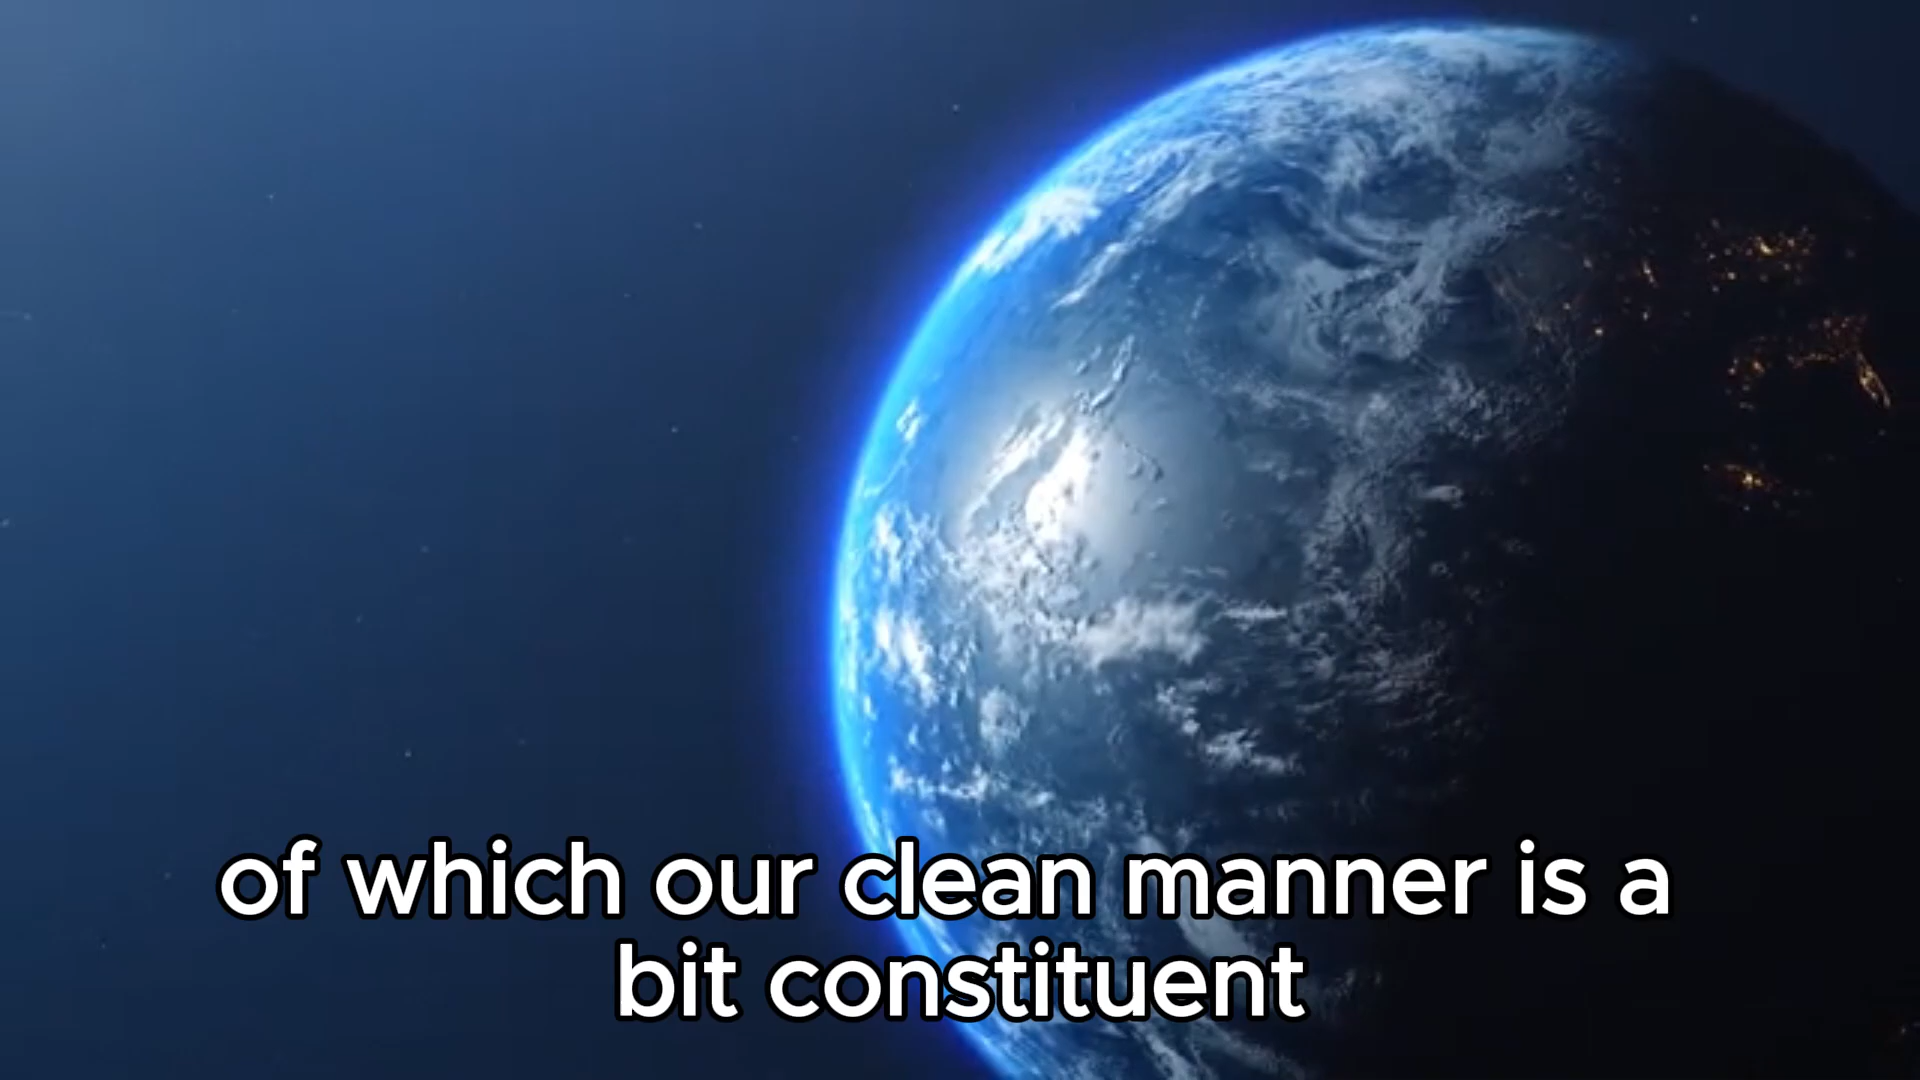 of which our clean manner is a
bit constituent